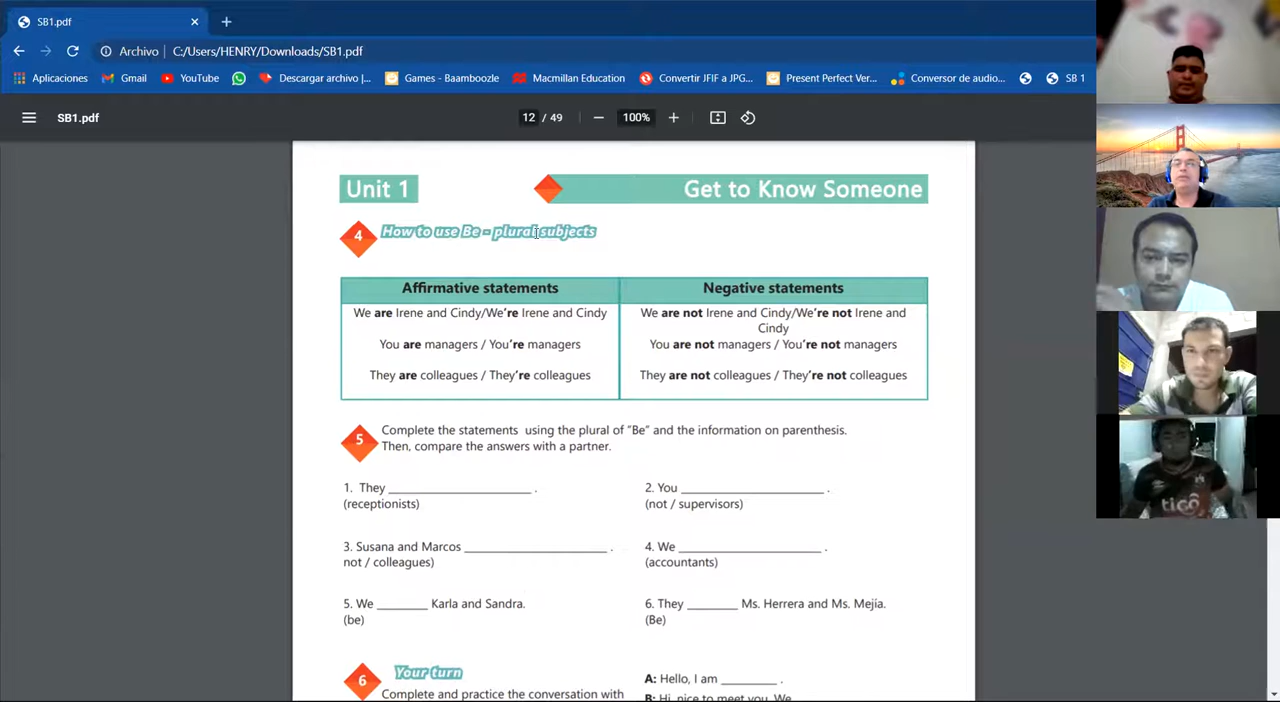 SB1.pdf
Archivo | C:/Users/HENRY/Downloads/SB1.pdf
Aplicaciones Gmail YouTube Descargar archivo |... Games - Baamboozle Macmillan Education Convertir JFIF a JPG... Present Perfect Ver... Conversor de audio... SB 1
SB1.pdf 12 / 49 100%
Unit 1 Get to Know Someone
4 How to use Be - plural subjects
Affirmative statements Negative statements
We are Irene and Cindy/We're Irene and Cindy We are not Irene and Cindy/We're not Irene and
Cindy
You are managers / You're managers You are not managers / You're not managers
They are colleagues / They're colleagues They are not colleagues / They're not colleagues
5 Complete the statements using the plural of "Be" and the information on parenthesis.
Then, compare the answers with a partner.
1. They ____________________ . 2. You ____________________ .
(receptionists) (not / supervisors)
3. Susana and Marcos ____________________ . 4. We ____________________ .
not / colleagues) (accountants)
5. We _______ Karla and Sandra. 6. They _______ Ms. Herrera and Ms. Mejia.
(be) (Be)
6 Your turn A: Hello, I am ________ .
Complete and practice the conversation with B: Hi, nice to meet you. We
tigo